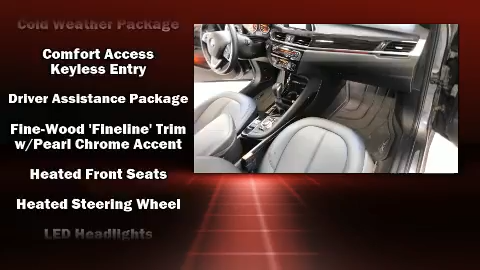 Cold Weather Package
Comfort Access
Keyless Entry
Driver Assistance Package
Fine-Wood 'Fineline' Trim
w/Pearl Chrome Accent
Heated Front Seats
Heated Steering Wheel
LED Headlights